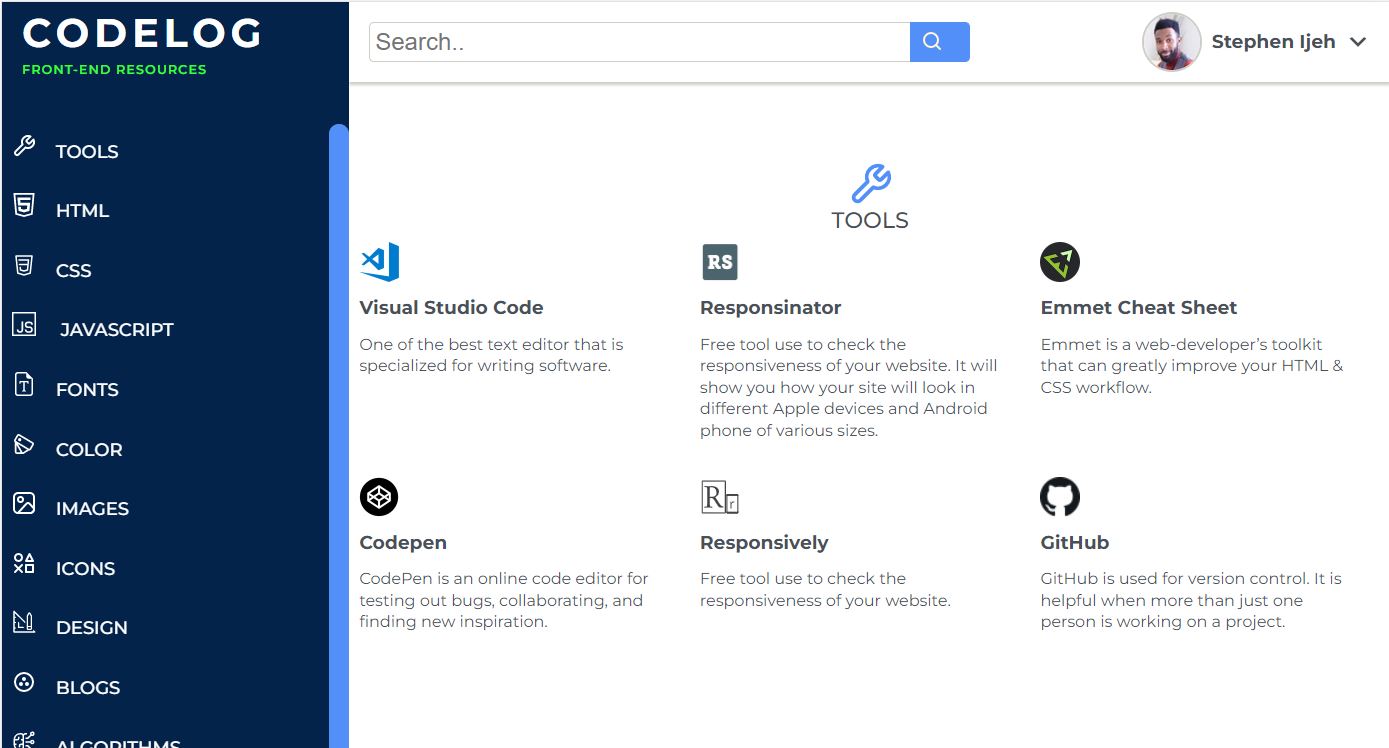 CODELOG
FRONT-END RESOURCES
Search..
Stephen Ijeh
TOOLS
HTML
CSS
JS
JAVASCRIPT
T
FONTS
COLOR
IMAGES
ICONS
DESIGN
BLOGS
ALGORITHMS
TOOLS
Visual Studio Code
One of the best text editor that is
specialized for writing software.
RS
Responsinator
Free tool use to check the
responsiveness of your website. It will
show you how your site will look in
different Apple devices and Android
phone of various sizes.
Emmet Cheat Sheet
Emmet is a web-developer’s toolkit
that can greatly improve your HTML &
CSS workflow.
Codepen
CodePen is an online code editor for
testing out bugs, collaborating, and
finding new inspiration.
R r
Responsively
Free tool use to check the
responsiveness of your website.
GitHub
GitHub is used for version control. It is
helpful when more than just one
person is working on a project.